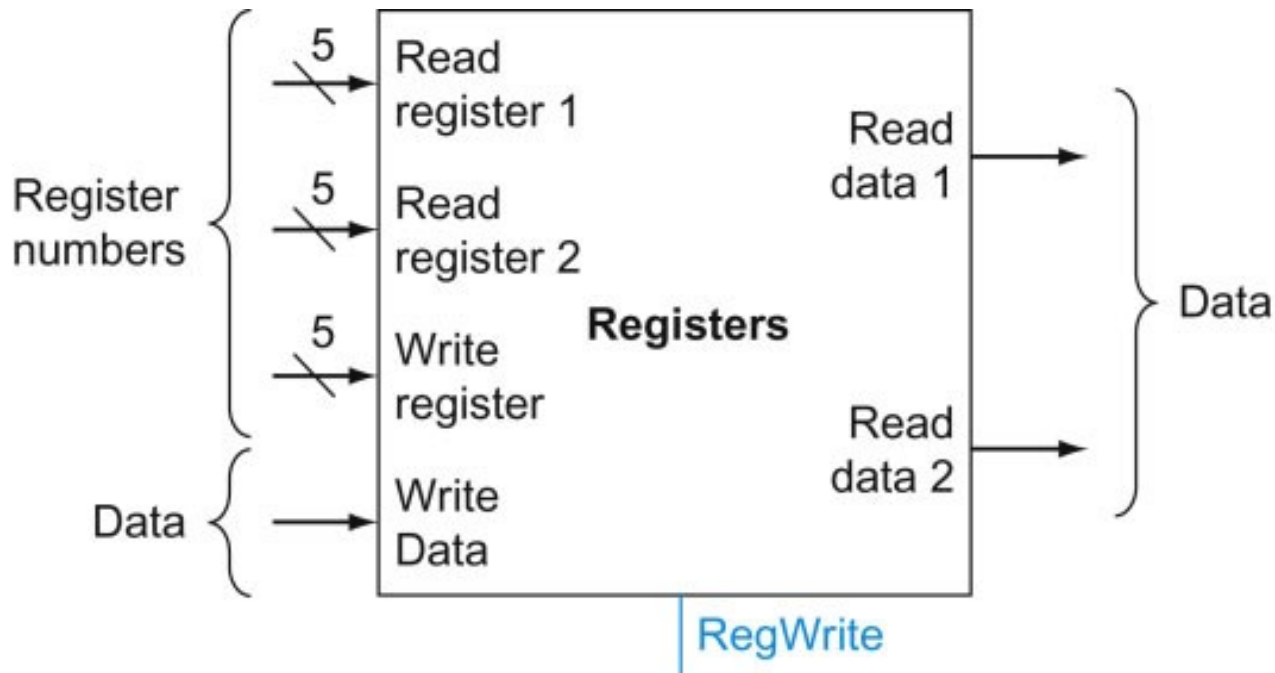 5
Read
register 1
Read
data 1
Register
numbers
5
Read
register 2
Registers
Data
5
Write
register
Read
data 2
Data
Write
Data
RegWrite